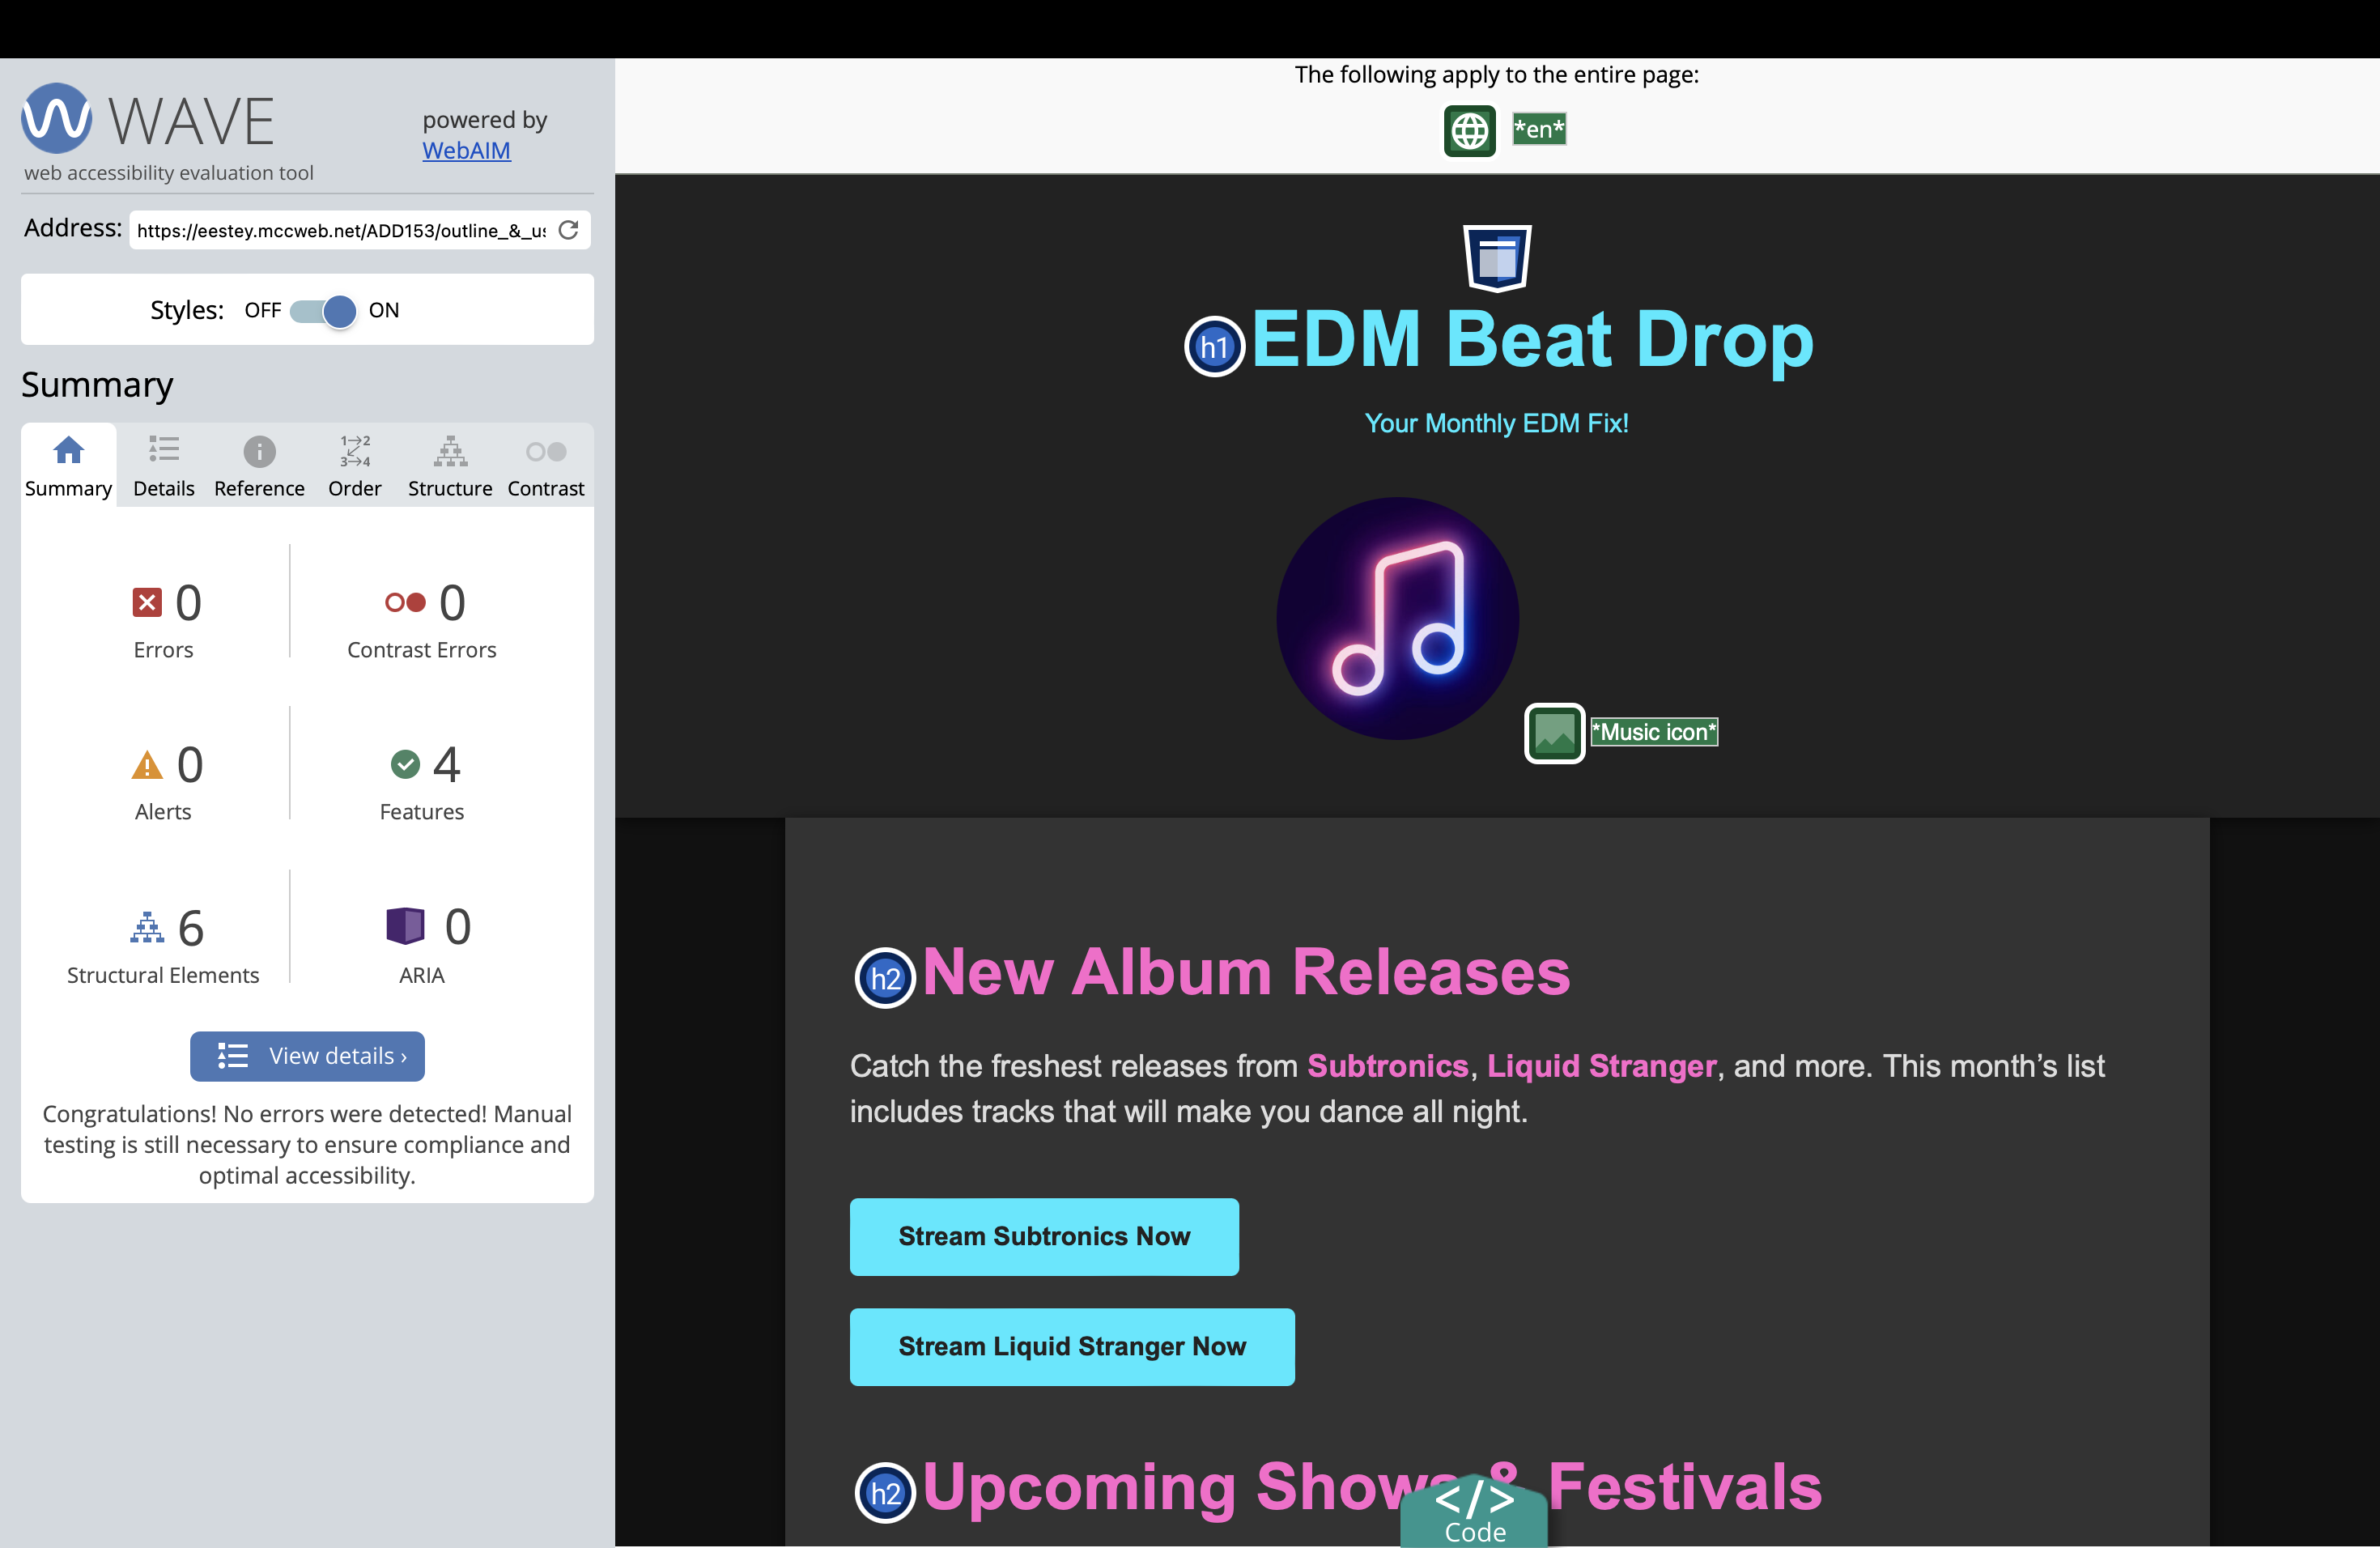 WAVE
web accessibility evaluation tool
powered by
WebAIM
Address: https://eestey.mccweb.net/ADD153/outline_&_us
Styles: OFF ON
Summary
Summary Details Reference Order Structure Contrast
0 Errors
0 Contrast Errors
0 Alerts
4 Features
6 Structural Elements
0 ARIA
View details ›
Congratulations! No errors were detected! Manual
testing is still necessary to ensure compliance and
optimal accessibility.
The following apply to the entire page:
*en*
h1 EDM Beat Drop
Your Monthly EDM Fix!
*Music icon*
h2 New Album Releases
Catch the freshest releases from Subtronics, Liquid Stranger, and more. This month’s list
includes tracks that will make you dance all night.
Stream Subtronics Now
Stream Liquid Stranger Now
h2 Upcoming Shows & Festivals
</> Code